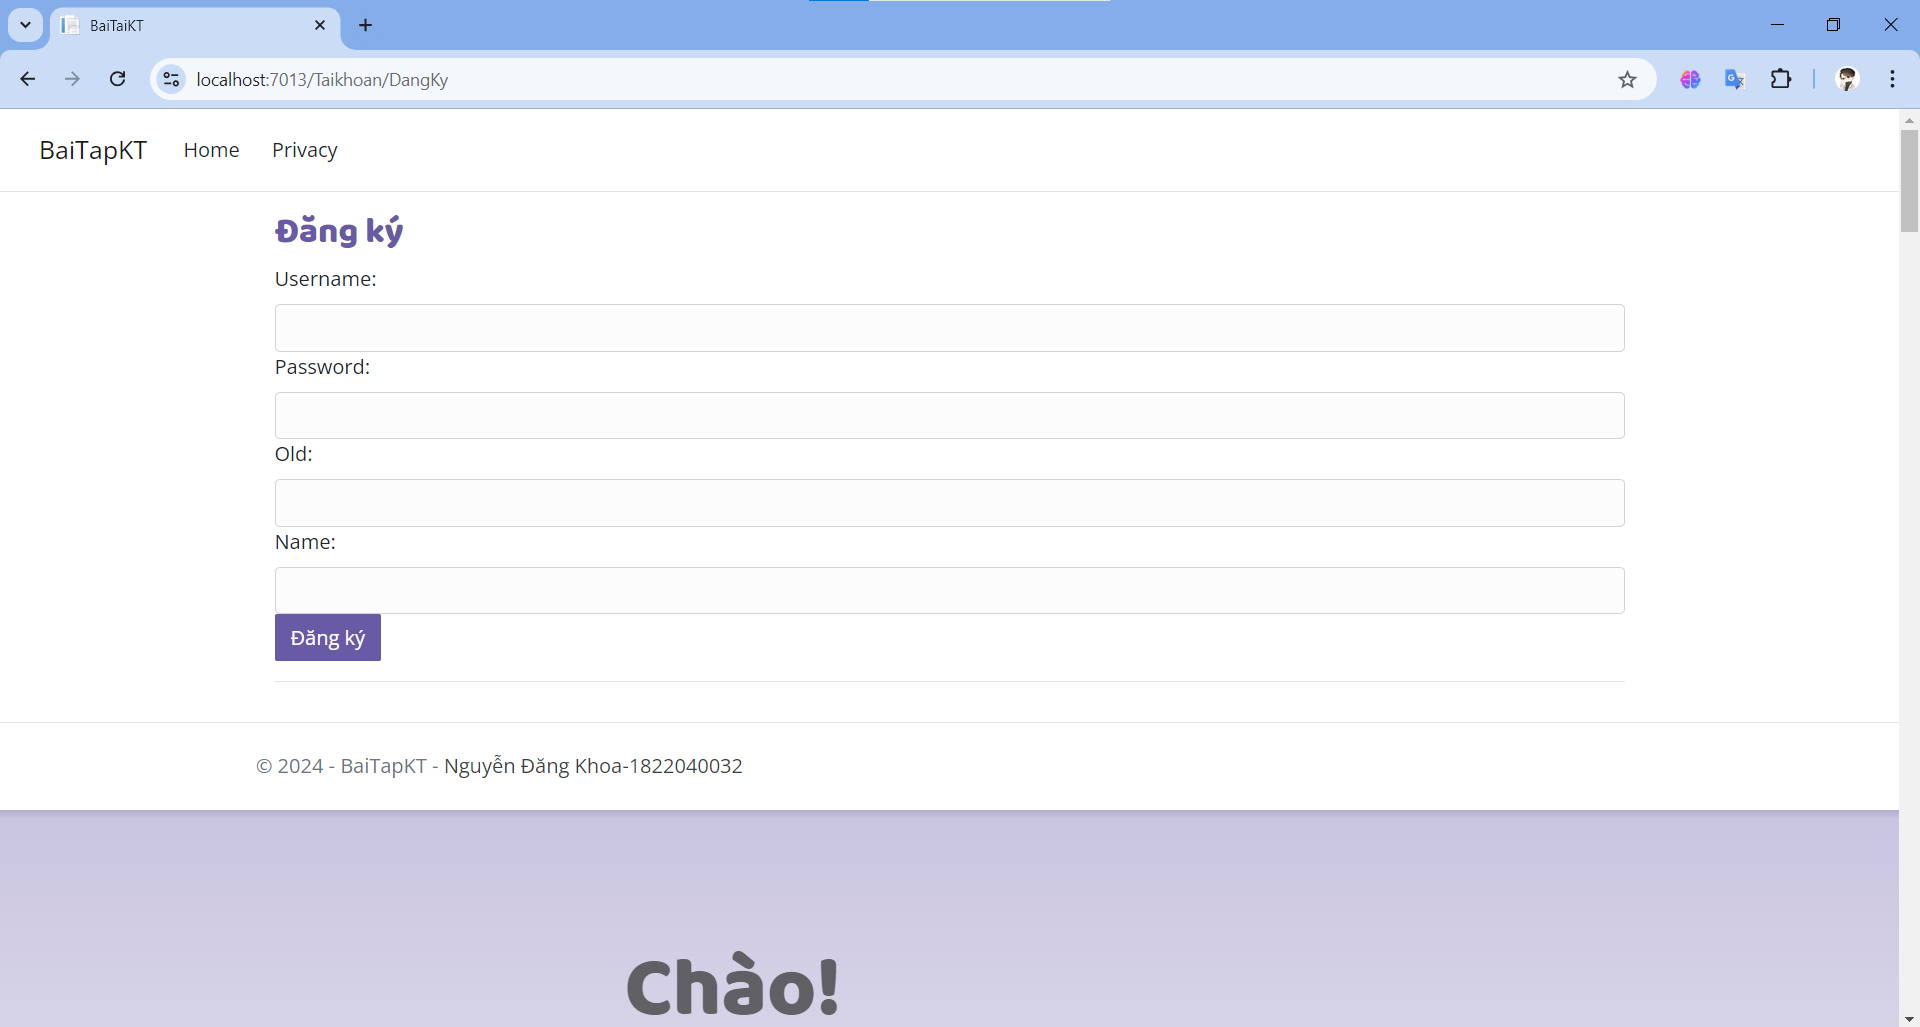 BaiTaiKT
localhost:7013/Taikhoan/DangKy
BaiTapKT Home Privacy
Đăng ký
Username:
Password:
Old:
Name:
Đăng ký
© 2024 - BaiTapKT - Nguyễn Đăng Khoa-1822040032
Chào!